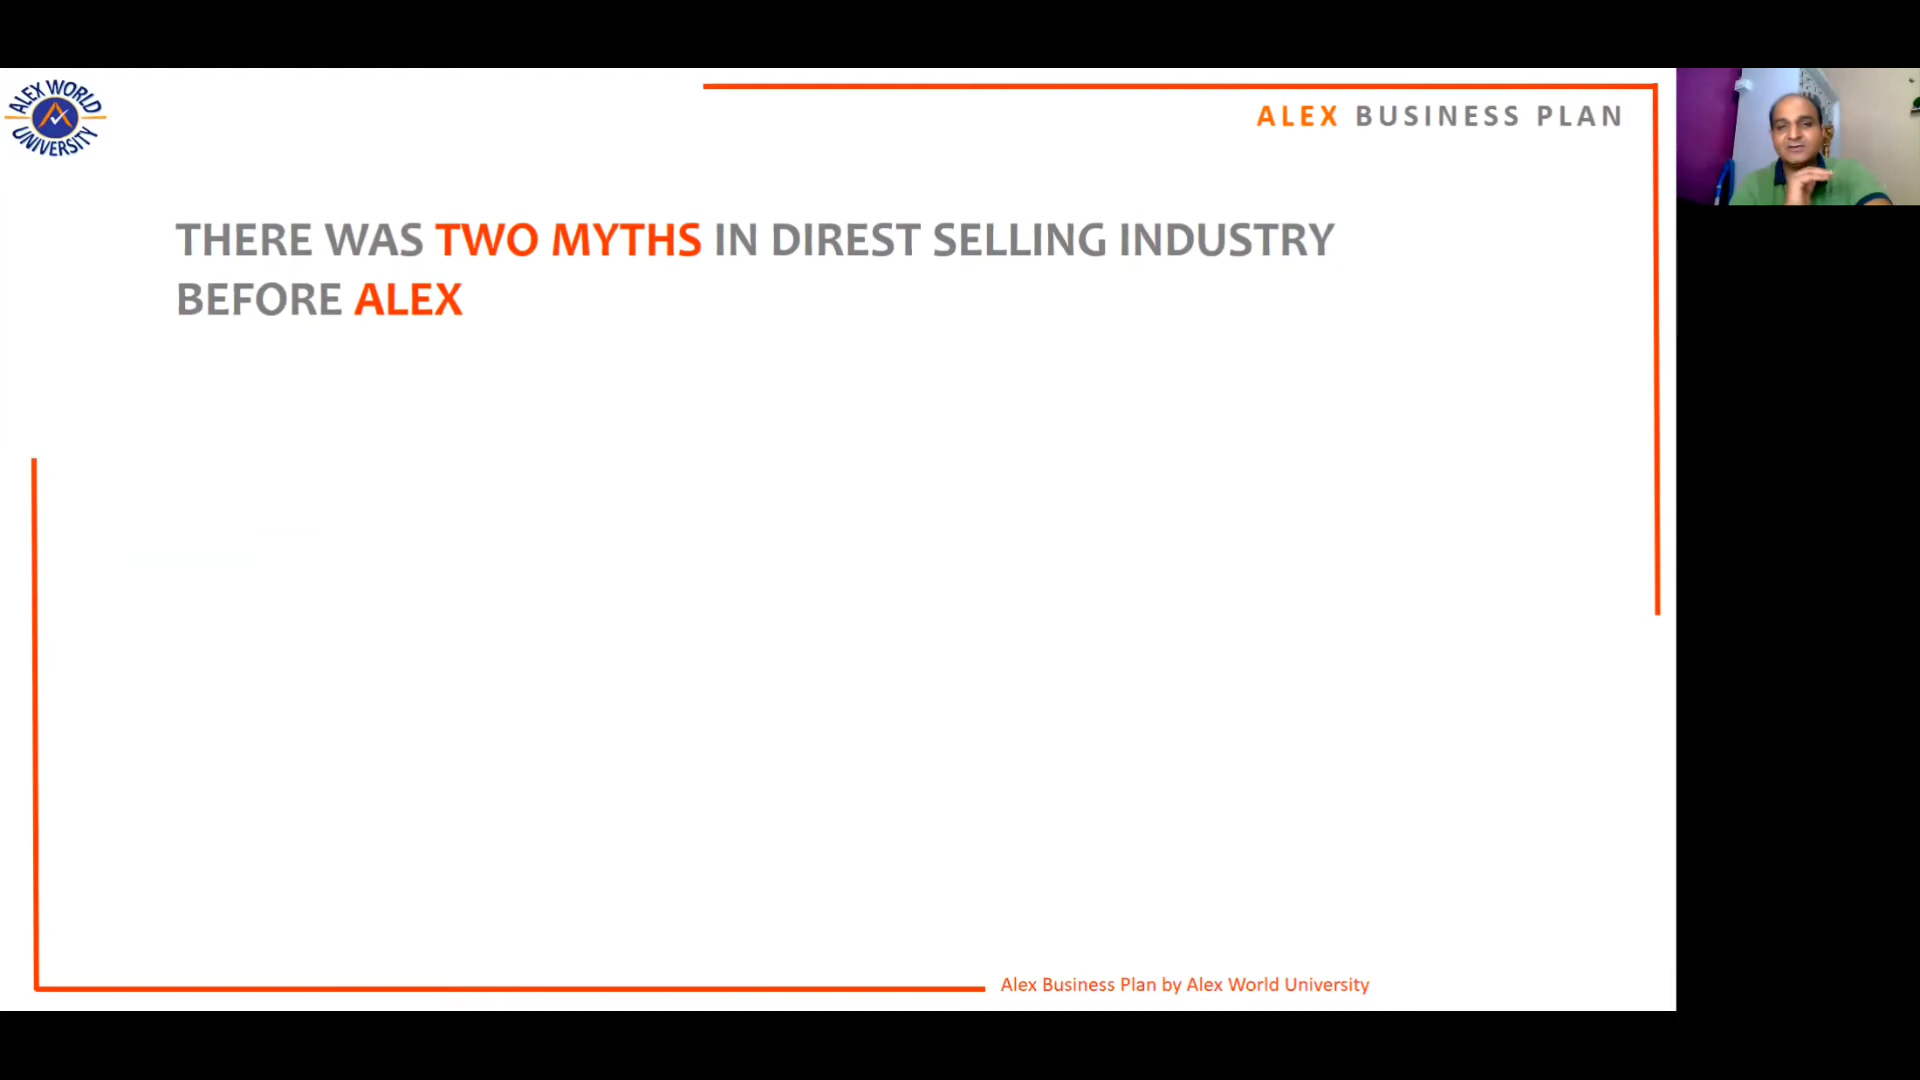 ALEX WORLD
UNIVERSITY
ALEX BUSINESS PLAN
THERE WAS TWO MYTHS IN DIREST SELLING INDUSTRY
BEFORE ALEX
Alex Business Plan by Alex World University